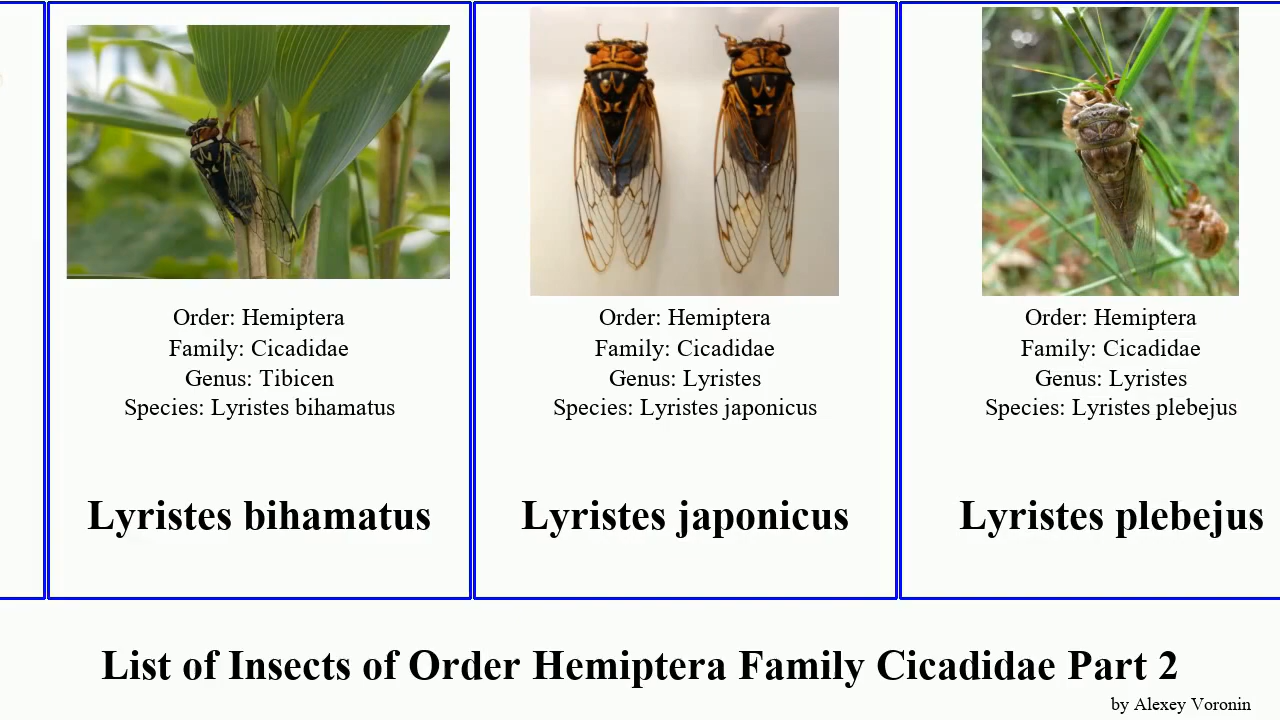 Order: Hemiptera
Family: Cicadidae
Genus: Tibicen
Species: Lyristes bihamatus
Lyristes bihamatus
Order: Hemiptera
Family: Cicadidae
Genus: Lyristes
Species: Lyristes japonicus
Lyristes japonicus
Order: Hemiptera
Family: Cicadidae
Genus: Lyristes
Species: Lyristes plebejus
Lyristes plebejus
List of Insects of Order Hemiptera Family Cicadidae Part 2
by Alexey Voronin